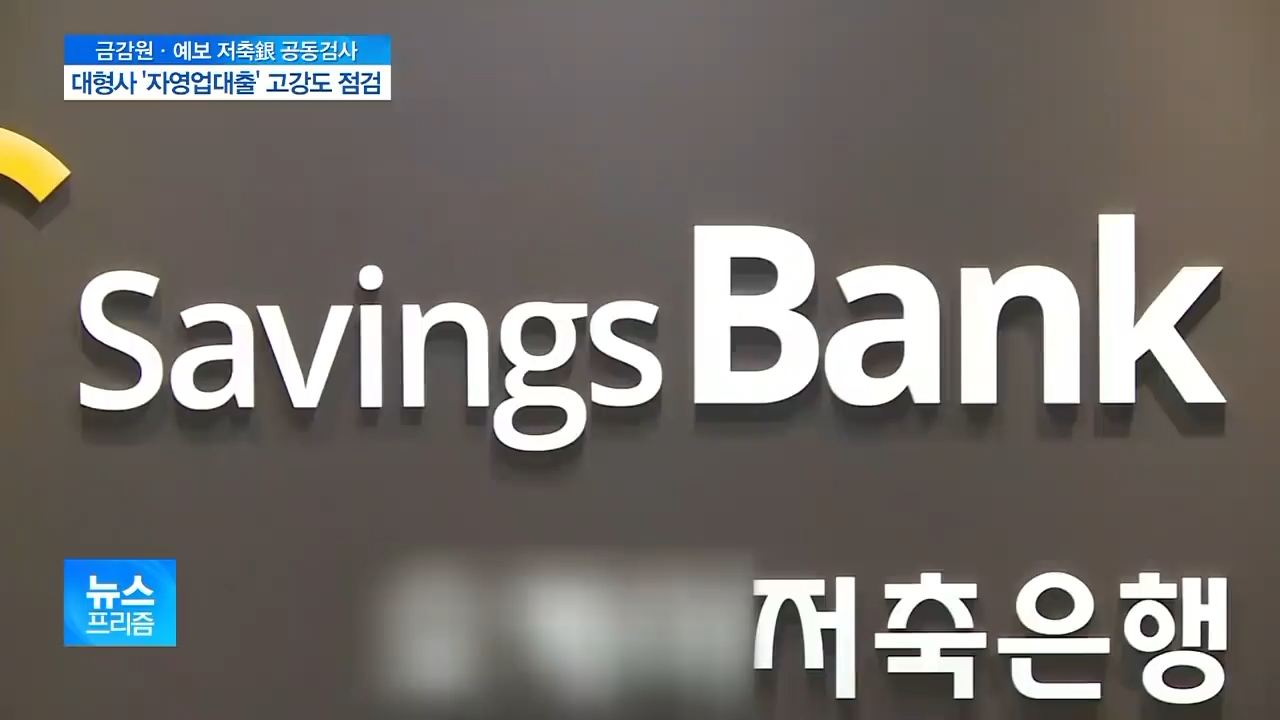 금감원·예보 저축銀 공동검사
대형사 '자영업대출' 고강도 점검
Savings Bank
저축은행
뉴스
프리즘